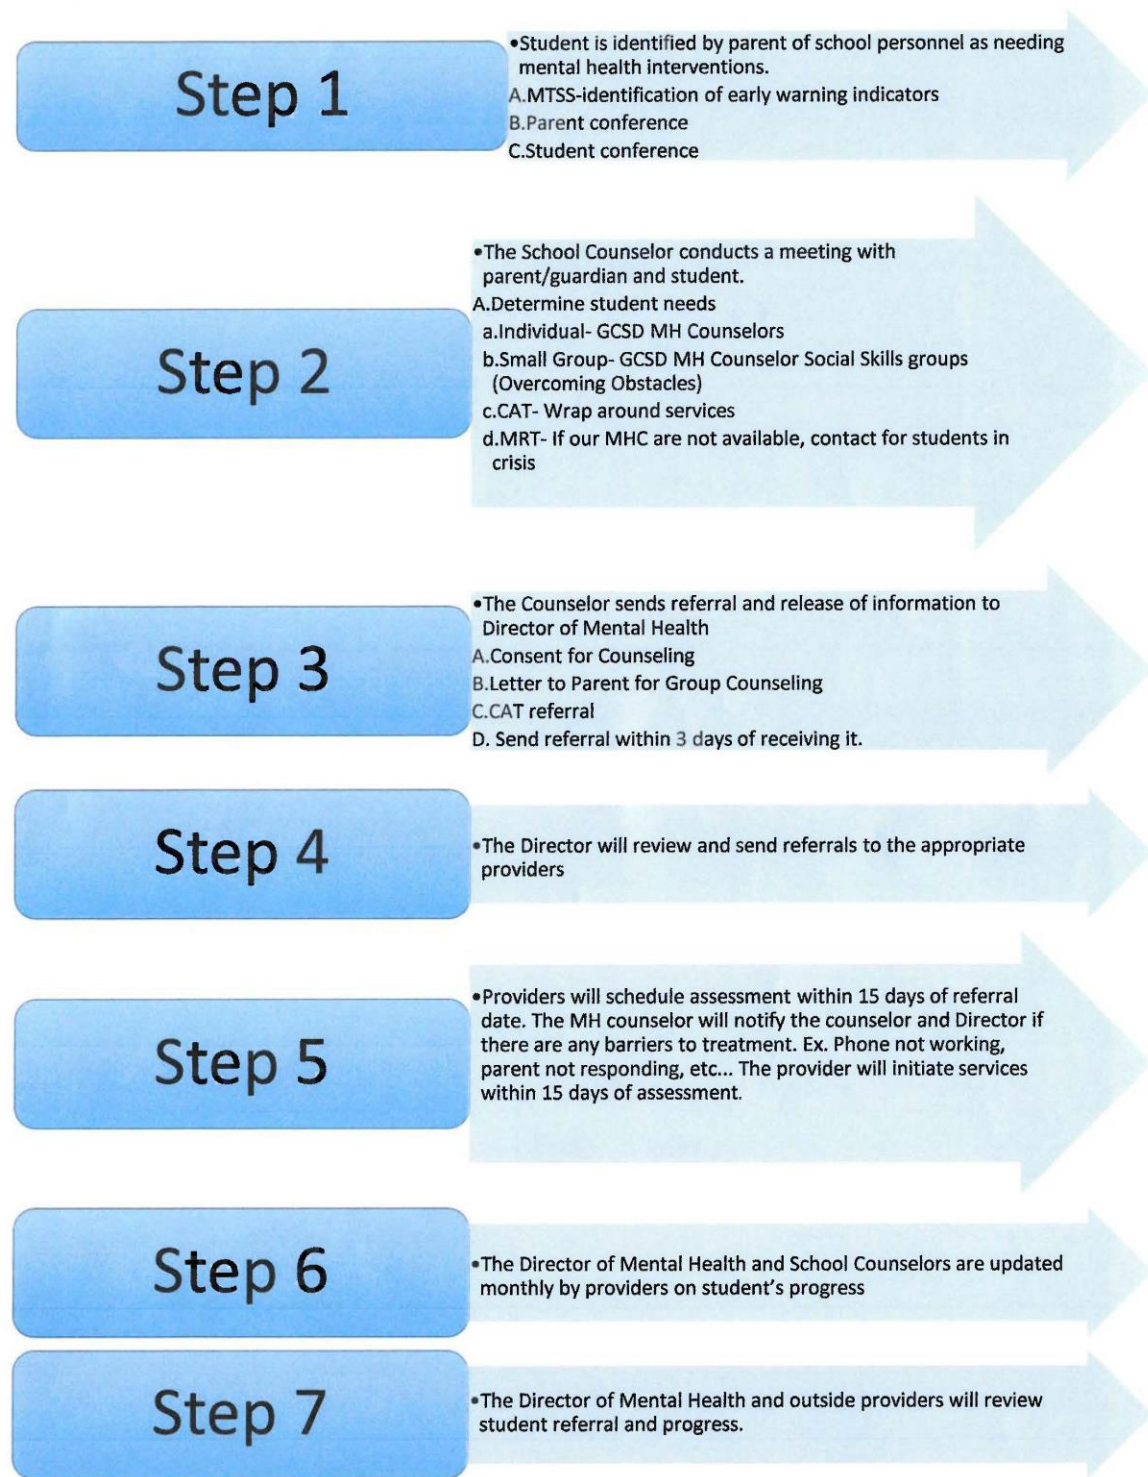 Step 1
•Student is identified by parent of school personnel as needing
mental health interventions.
A.MTSS-identification of early warning indicators
B.Parent conference
C.Student conference
Step 2
•The School Counselor conducts a meeting with
parent/guardian and student.
A.Determine student needs
a.Individual- GCSD MH Counselors
b.Small Group- GCSD MH Counselor Social Skills groups
(Overcoming Obstacles)
c.CAT- Wrap around services
d.MRT- If our MHC are not available, contact for students in
crisis
Step 3
•The Counselor sends referral and release of information to
Director of Mental Health
A.Consent for Counseling
B.Letter to Parent for Group Counseling
C.CAT referral
D. Send referral within 3 days of receiving it.
Step 4
•The Director will review and send referrals to the appropriate
providers
Step 5
•Providers will schedule assessment within 15 days of referral
date. The MH counselor will notify the counselor and Director if
there are any barriers to treatment. Ex. Phone not working,
parent not responding, etc... The provider will initiate services
within 15 days of assessment.
Step 6
•The Director of Mental Health and School Counselors are updated
monthly by providers on student's progress
Step 7
•The Director of Mental Health and outside providers will review
student referral and progress.